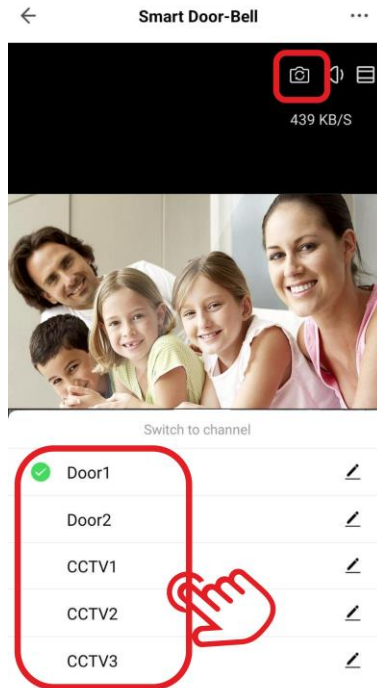 Smart Door-Bell
439 KB/S
Switch to channel
Door1
Door2
CCTV1
CCTV2
CCTV3